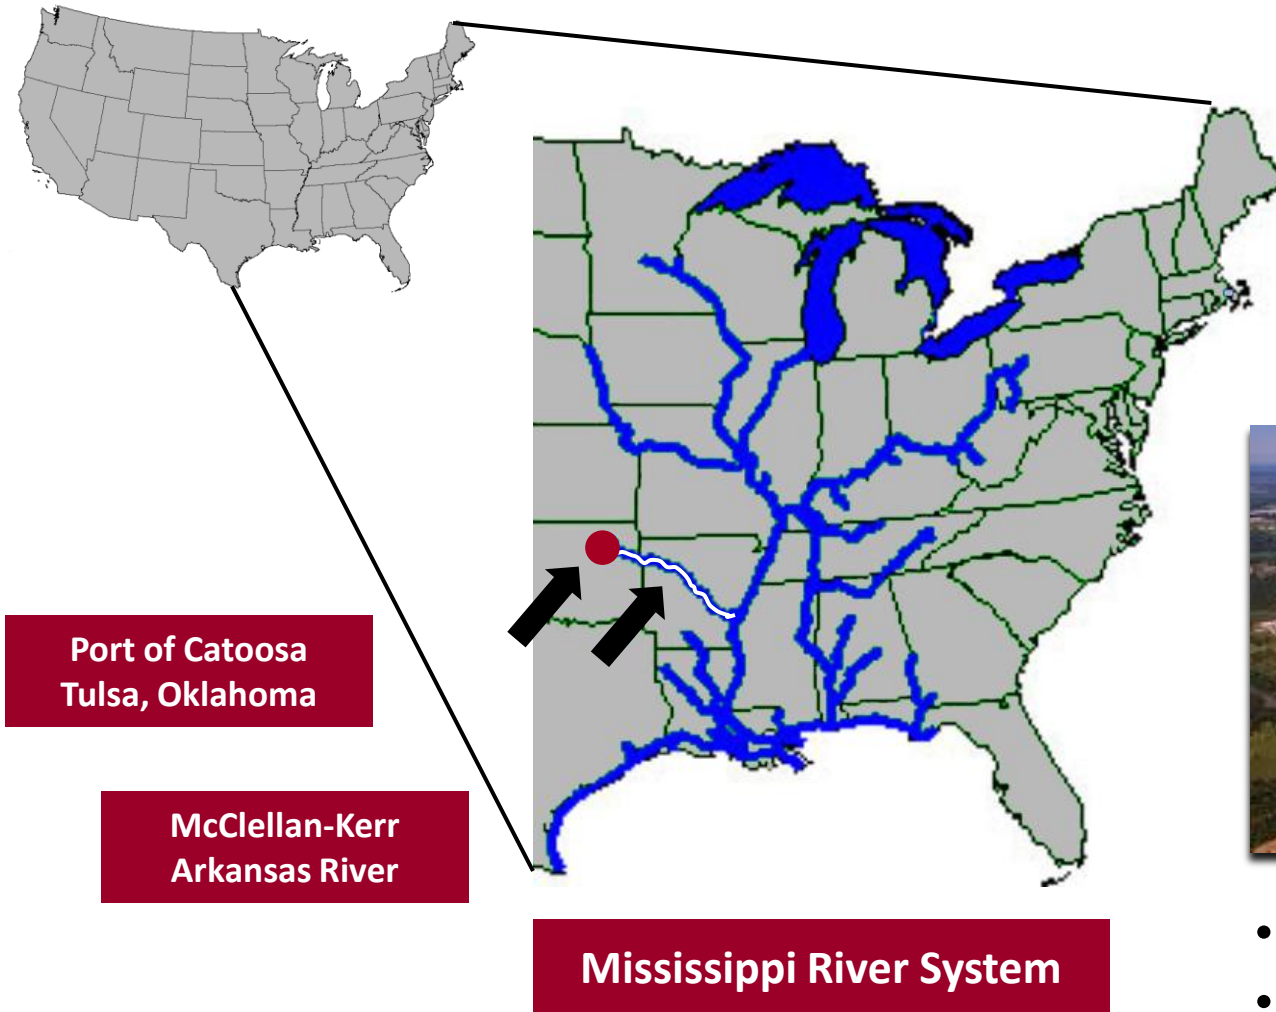 Port of Catoosa
Tulsa, Oklahoma
McClellan-Kerr
Arkansas River
Mississippi River System